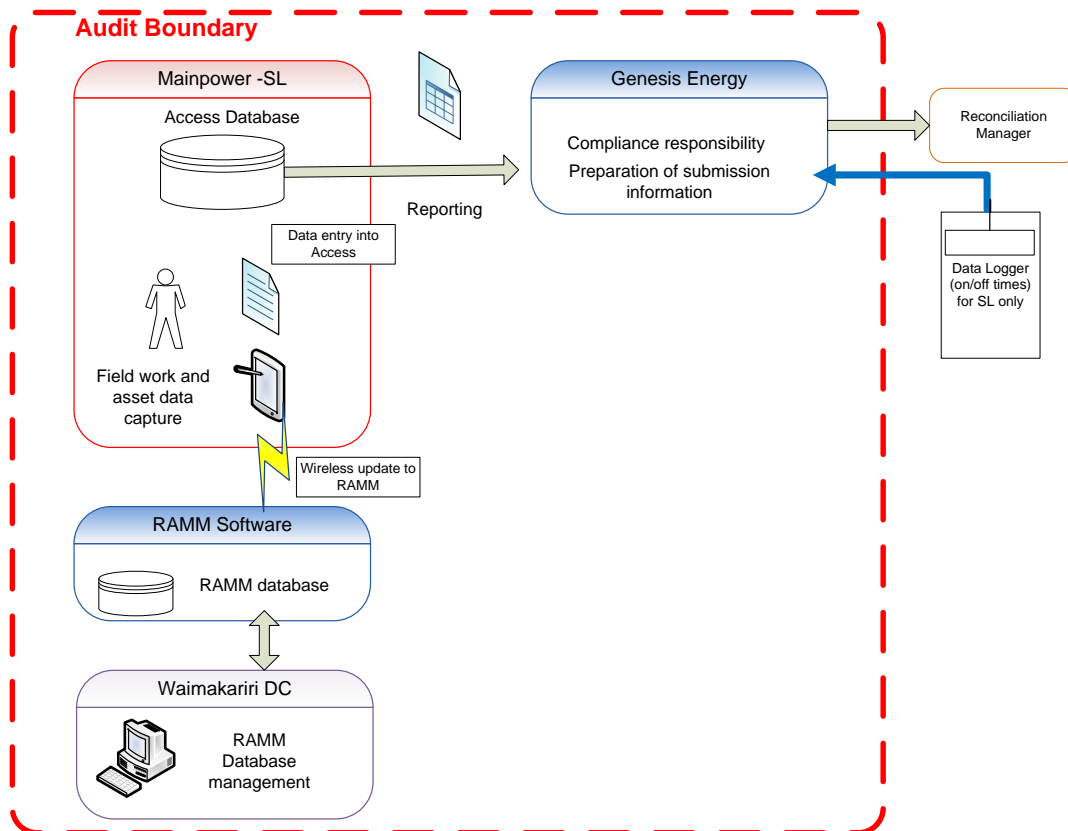 Audit Boundary
Mainpower -SL
Access Database
Data entry into
Access
Field work and
asset data
capture
Reporting
Genesis Energy
Compliance responsibility
Preparation of submission
information
Reconciliation
Manager
Data Logger
(on/off times)
for SL only
Wireless update to
RAMM
RAMM Software
RAMM database
Waimakariri DC
RAMM
Database
management